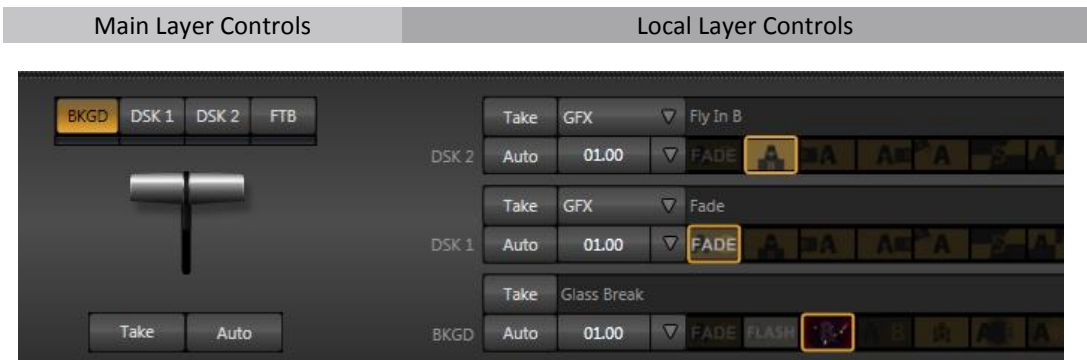 Main Layer Controls Local Layer Controls
BKGD DSK 1 DSK 2 FTB
Take GFX Fly In B
DSK 2 Auto 01.00 FADE A A A A S A
Take GFX Fade
DSK 1 Auto 01.00 FADE A A A A S A
Take Glass Break
Take Auto BKGD Auto 01.00 FADE FLASH B A B A A